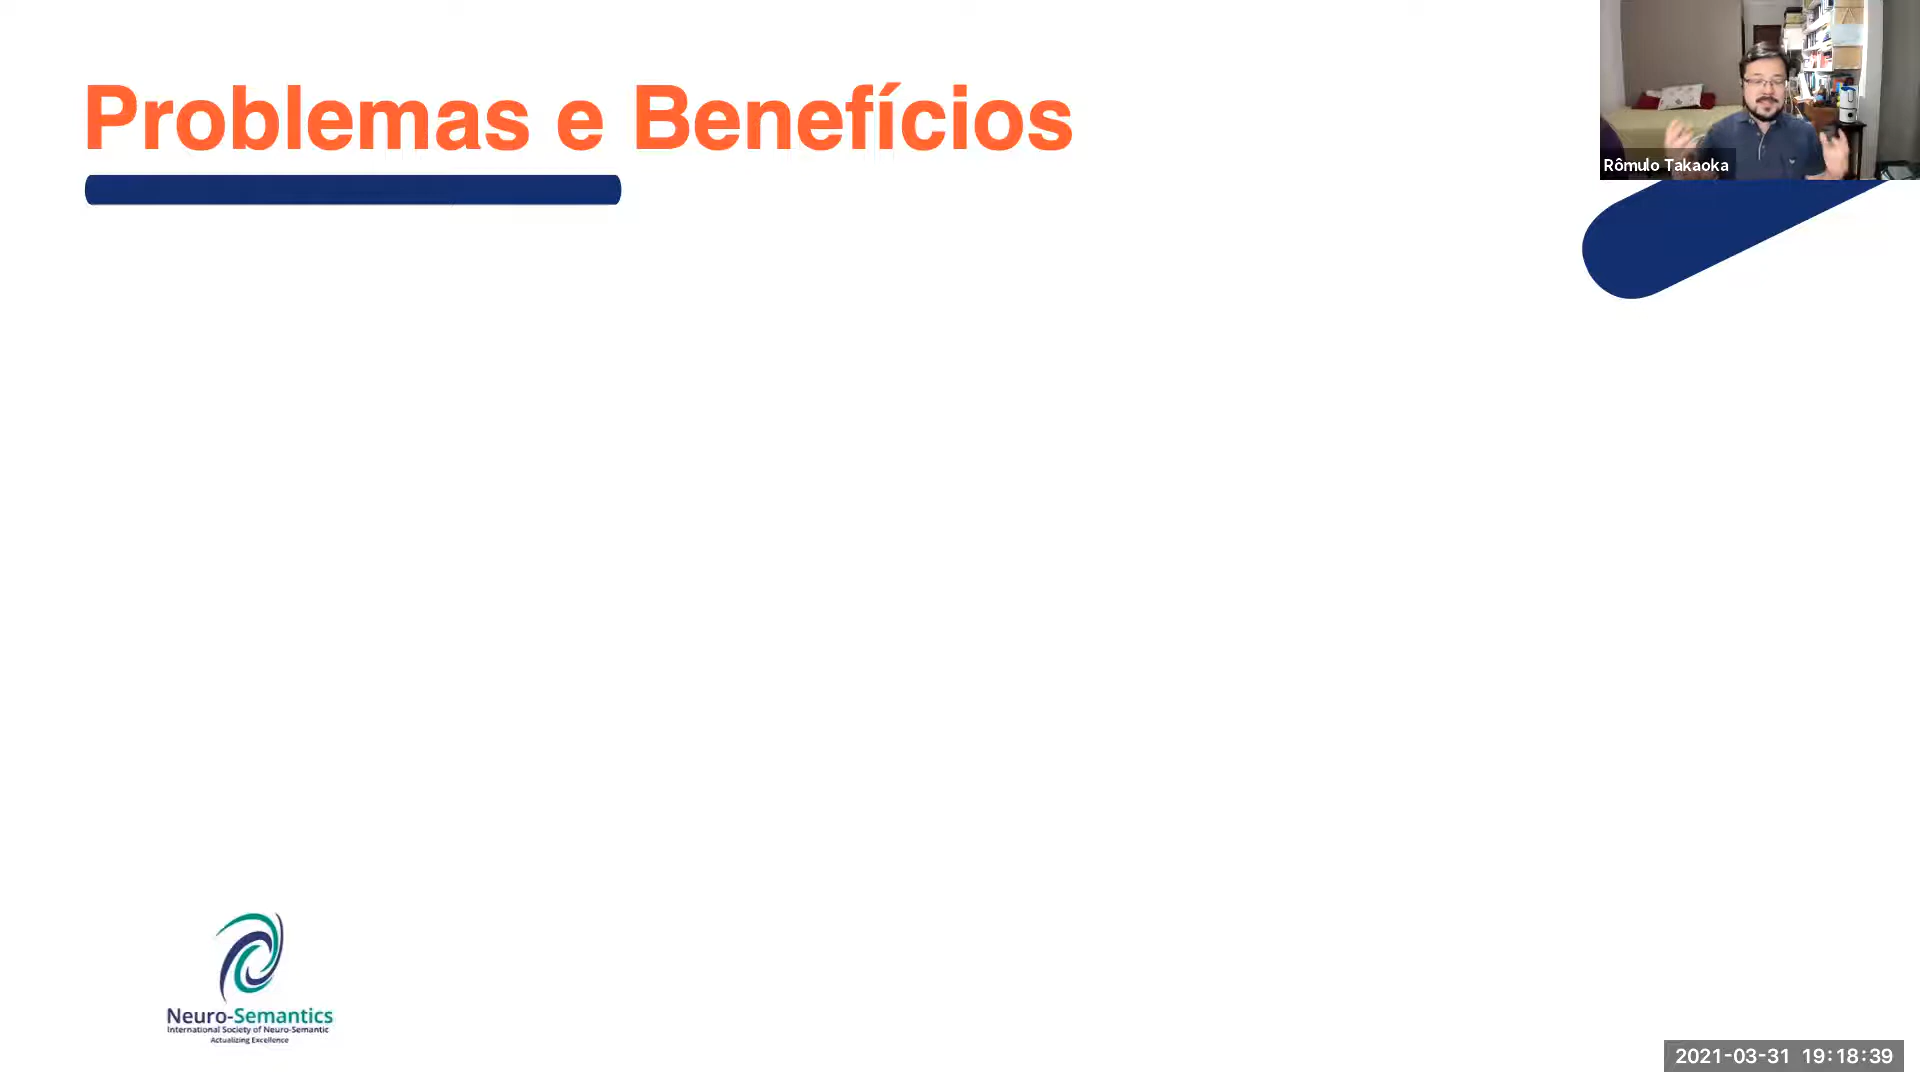 Problemas e Benefícios
Rômulo Takaoka
Neuro-Semantics
International Society of Neuro-Semantic
Actualizing Excellence
2021-03-31 19:18:39